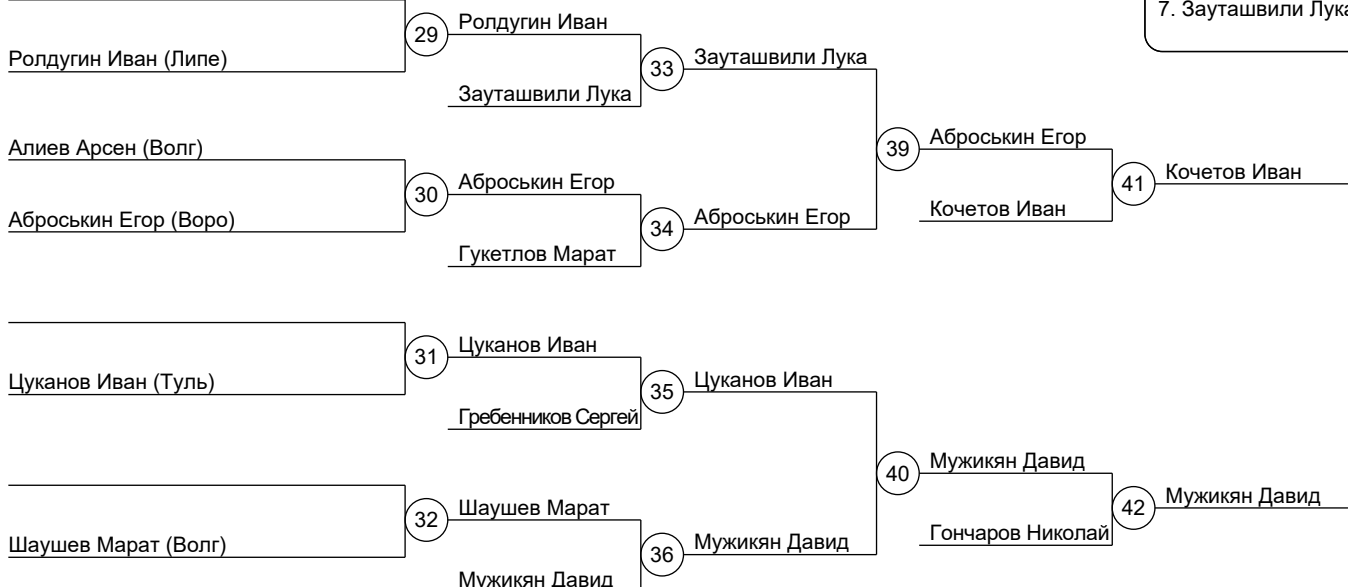 7. Зауташвили Лука
Ролдугин Иван
29
Ролдугин Иван (Липе)
Зауташвили Лука
33
Зауташвили Лука
Зауташвили Лука
Алиев Арсен (Волг)
Аброськин Егор
39
Аброськин Егор
30
41
Кочетов Иван
Аброськин Егор (Воро)
Аброськин Егор
Кочетов Иван
34
Гукетлов Марат
Цуканов Иван
31
Цуканов Иван (Туль)
Цуканов Иван
35
Гребенников Сергей
Мужикян Давид
40
Шаушев Марат
Мужикян Давид
32
42
Шаушев Марат (Волг)
Мужикян Давид
Гончаров Николай
36
Мужикян Давид